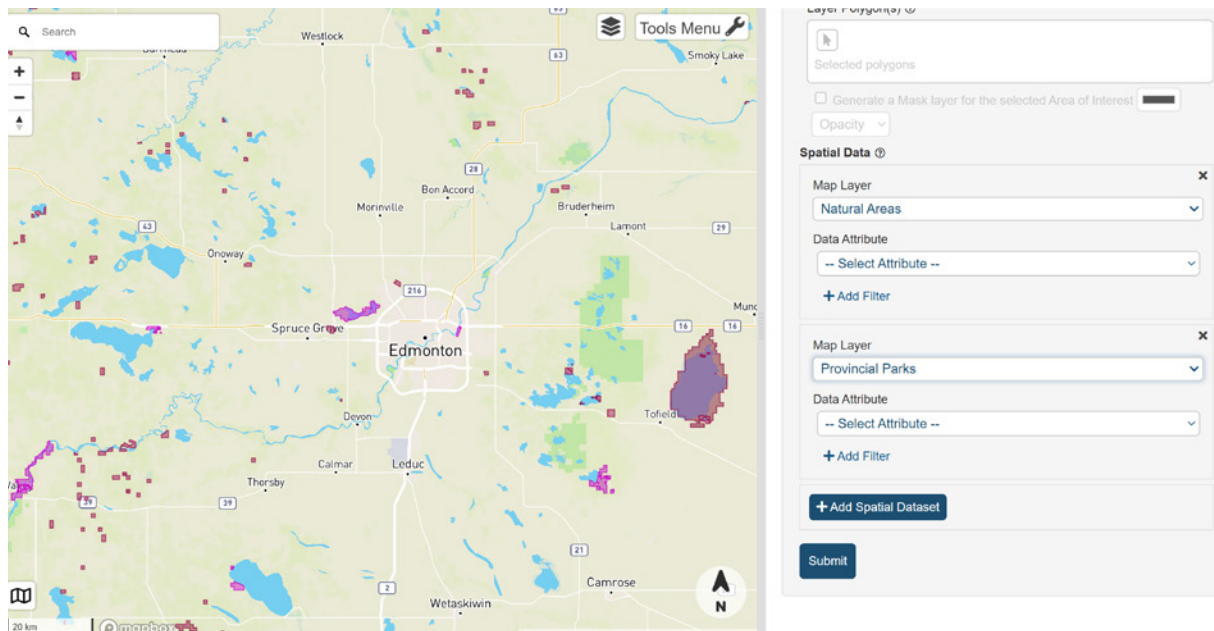 Search
Tools Menu
63
Westlock
63
Smoky Lake
28
Bon Accord
Morinville
Bruderheim
Lamont
29
43
Onoway
216
Spruce Grove
Edmonton
16
16
Devon
Tofield
Calmar
Leduc
Thorsby
39
39
21
Camrose
2
Wetaskiwin
N
20 km
mapbox
Layer Polygon(s)
Selected polygons
Generate a Mask layer for the selected Area of Interest
Opacity
Spatial Data
Map Layer
Natural Areas
Data Attribute
-- Select Attribute --
+ Add Filter
Map Layer
Provincial Parks
Data Attribute
-- Select Attribute --
+ Add Filter
+ Add Spatial Dataset
Submit